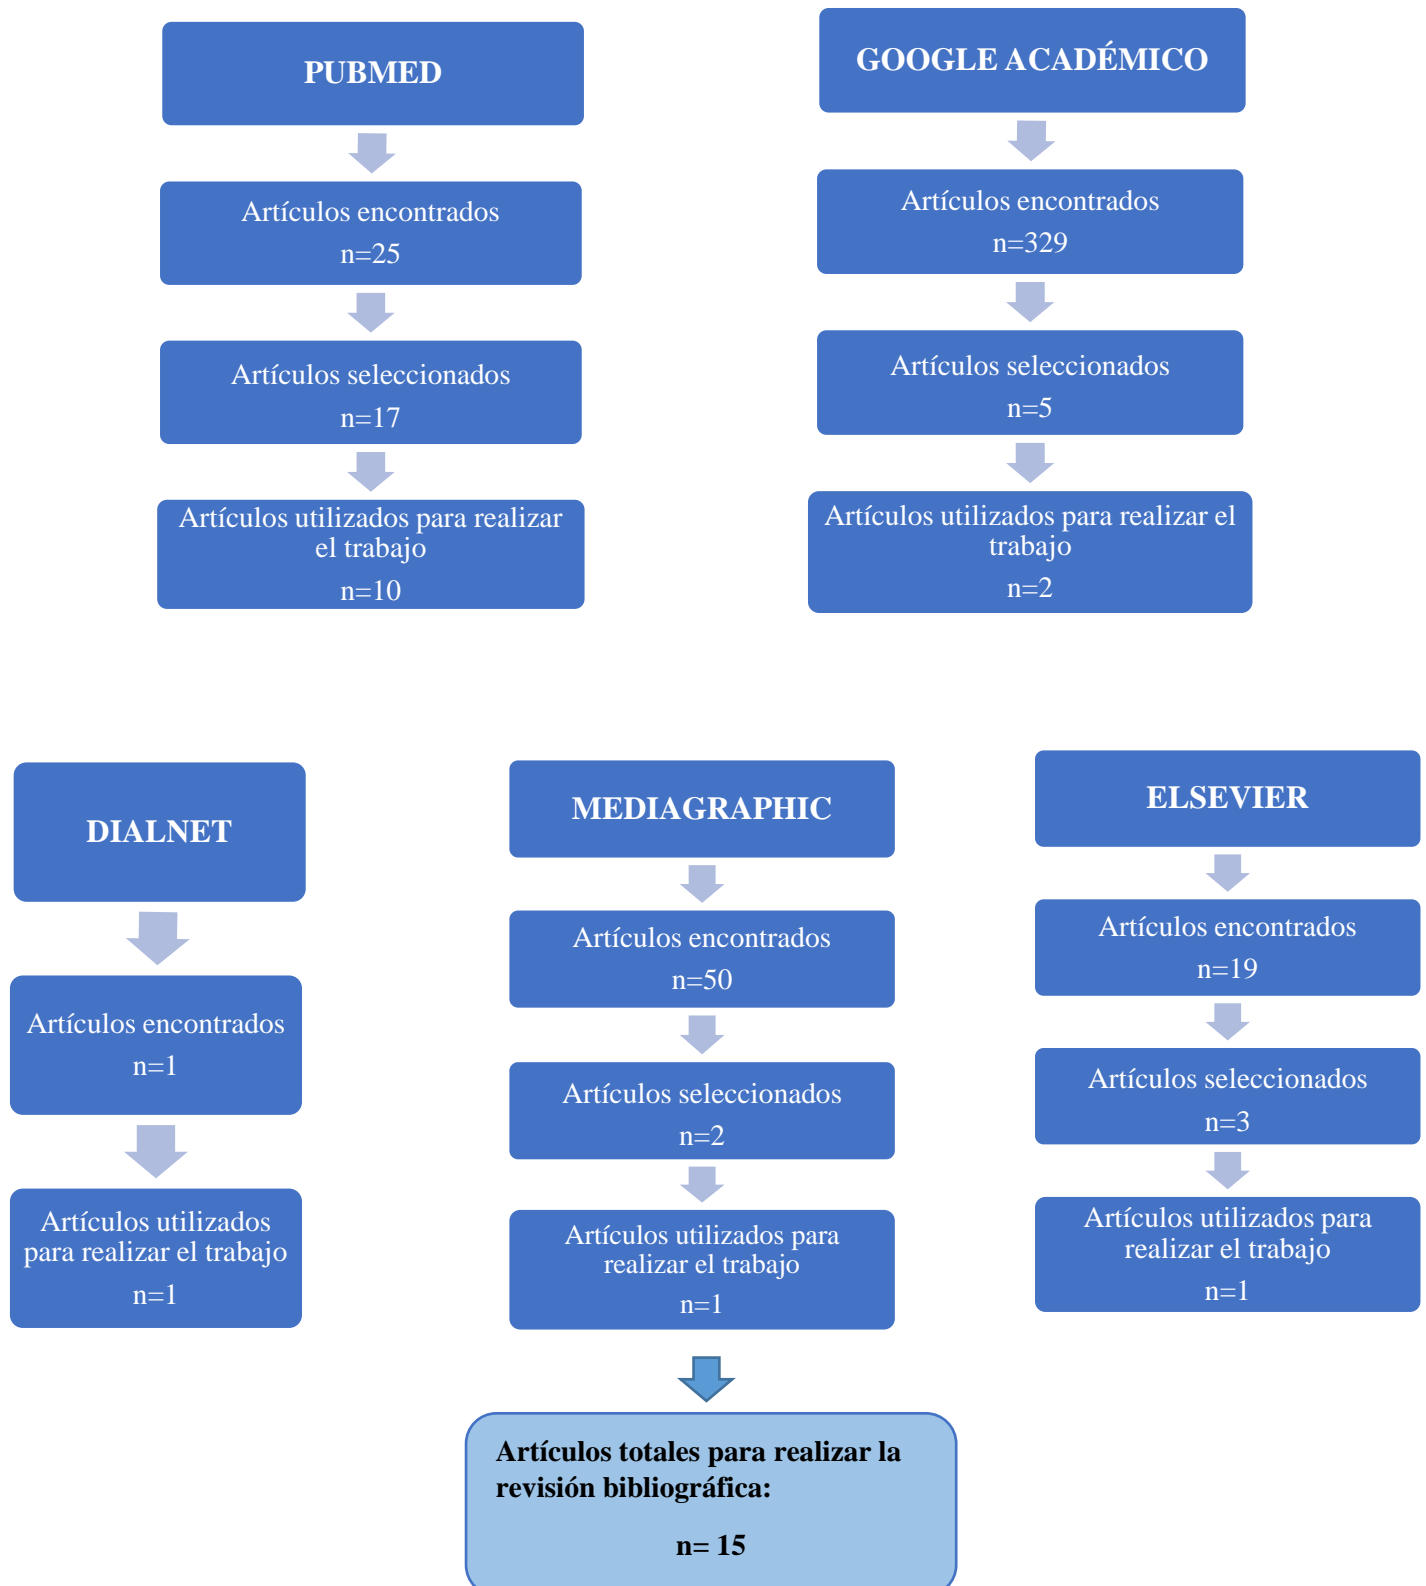 PUBMED
Artículos encontrados
n=25
Artículos seleccionados
n=17
Artículos utilizados para realizar
el trabajo
n=10
GOOGLE ACADÉMICO
Artículos encontrados
n=329
Artículos seleccionados
n=5
Artículos utilizados para realizar el
trabajo
n=2
DIALNET
Artículos encontrados
n=1
Artículos utilizados
para realizar el trabajo
n=1
MEDIAGRAPHIC
Artículos encontrados
n=50
Artículos seleccionados
n=2
Artículos utilizados para
realizar el trabajo
n=1
ELSEVIER
Artículos encontrados
n=19
Artículos seleccionados
n=3
Artículos utilizados para
realizar el trabajo
n=1
Artículos totales para realizar la
revisión bibliográfica:
n= 15